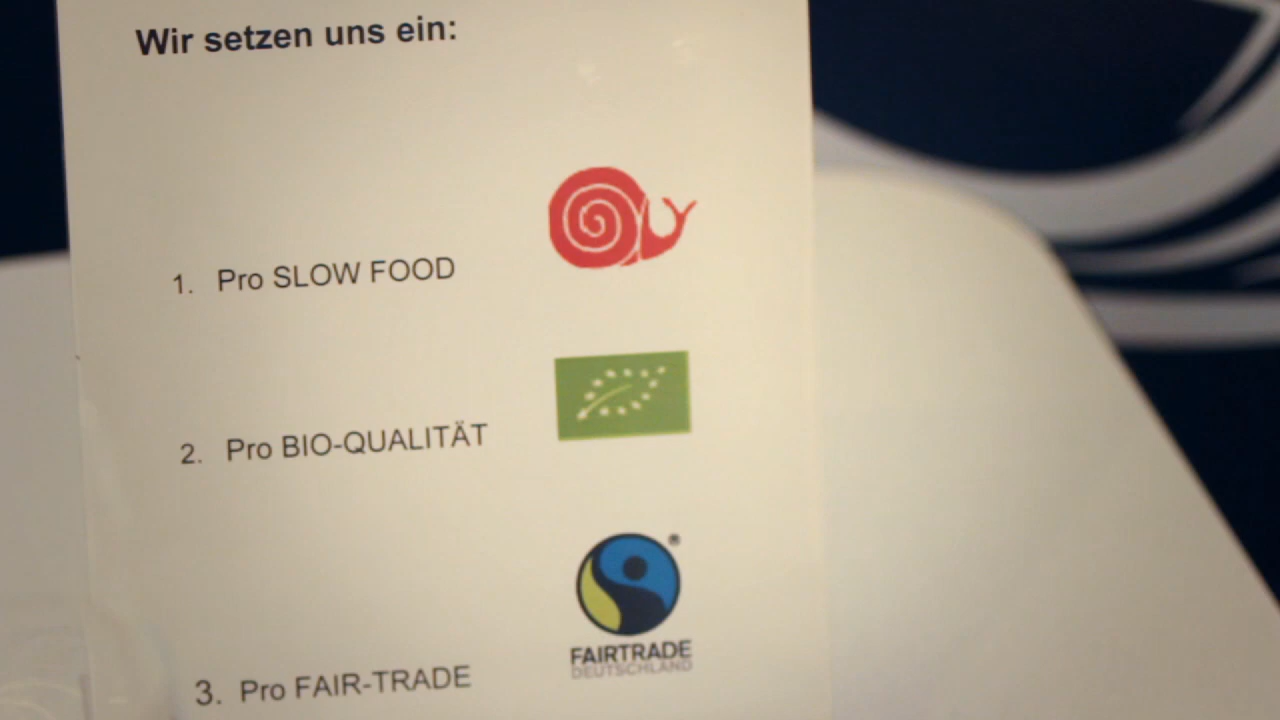 Wir setzen uns ein:
1. Pro SLOW FOOD
2. Pro BIO-QUALITÄT
®
FAIRTRADE
DEUTSCHLAND
3. Pro FAIR-TRADE